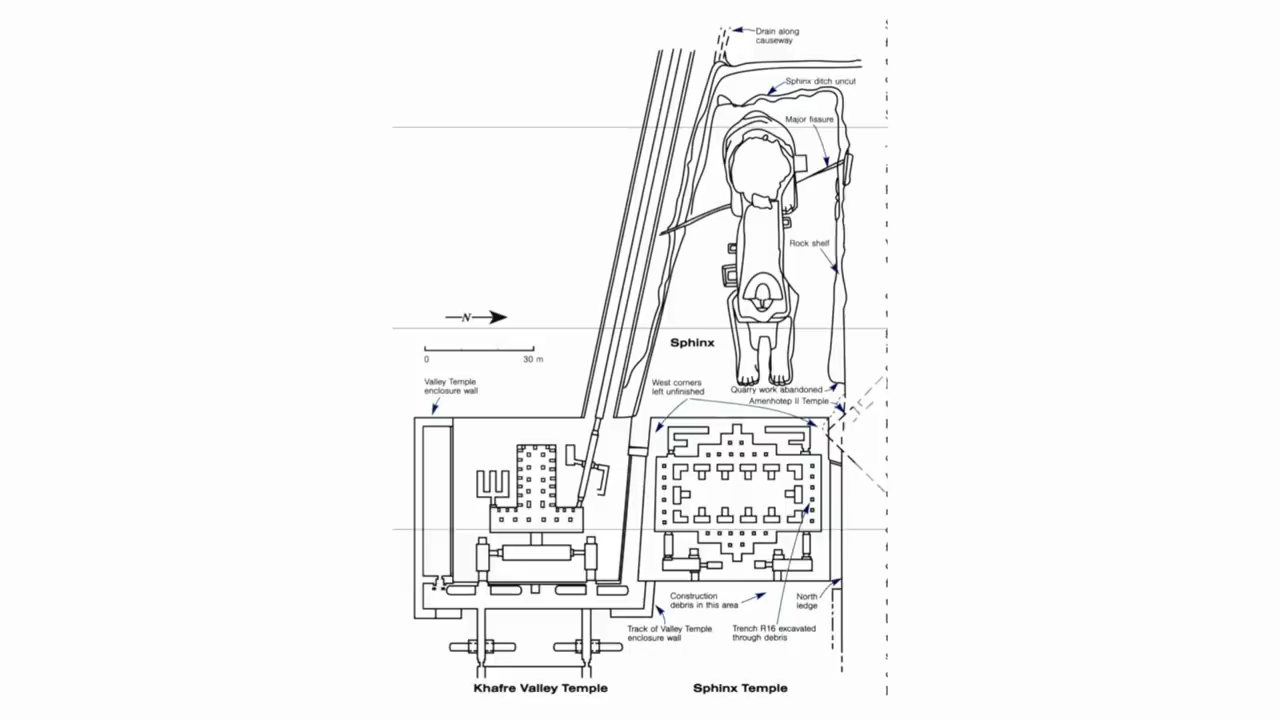 Drain along
causeway
Sphinx ditch uncut
Major fissure
Rock shelf
N
0 30 m
Sphinx
Valley Temple
enclosure wall
West corners
left unfinished
Quarry work abandoned
Amenhotep II Temple
Construction
debris in this area
North
ledge
Track of Valley Temple
enclosure wall
Trench R16 excavated
through debris
Khafre Valley Temple
Sphinx Temple